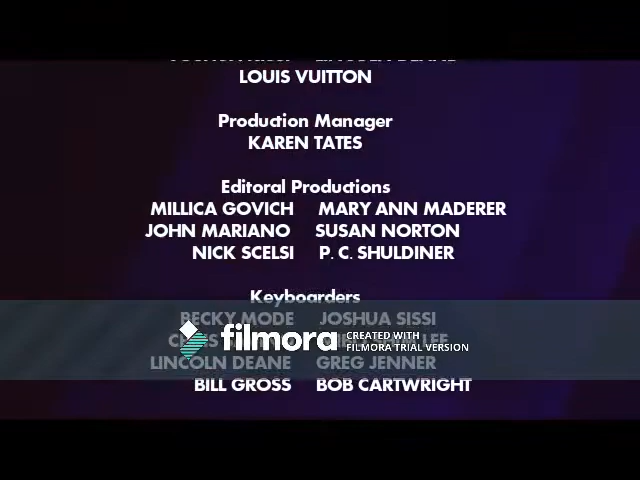 LOUIS VUITTON
Production Manager
KAREN TATES
Editoral Productions
MILLICA GOVICH MARY ANN MADERER
JOHN MARIANO SUSAN NORTON
NICK SCELSI P. C. SHULDINER
Keyboarders
BECKY MODE JOSHUA SISSI
filmora CREATED WITH
FILMORA TRIAL VERSION
LINCOLN DEANE GREG JENNER
BILL GROSS BOB CARTWRIGHT